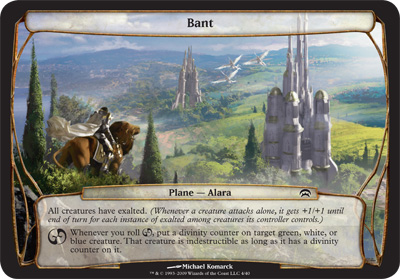 Bant
Plane — Alara
All creatures have exalted. (Whenever a creature attacks alone, it gets +1/+1 until
end of turn for each instance of exalted among creatures its controller controls.)
Whenever you roll , put a divinity counter on target green, white, or
blue creature. That creature is indestructible as long as it has a divinity
counter on it.
Michael Komarck
™ & © 1993–2009 Wizards of the Coast LLC 4/40